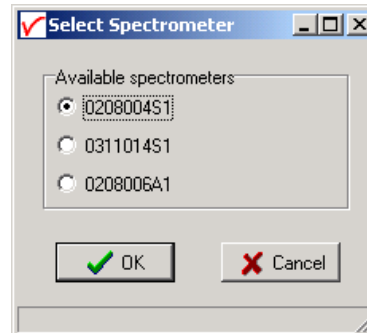 Select Spectrometer
Available spectrometers
0208004S1
0311014S1
0208006A1
OK
Cancel